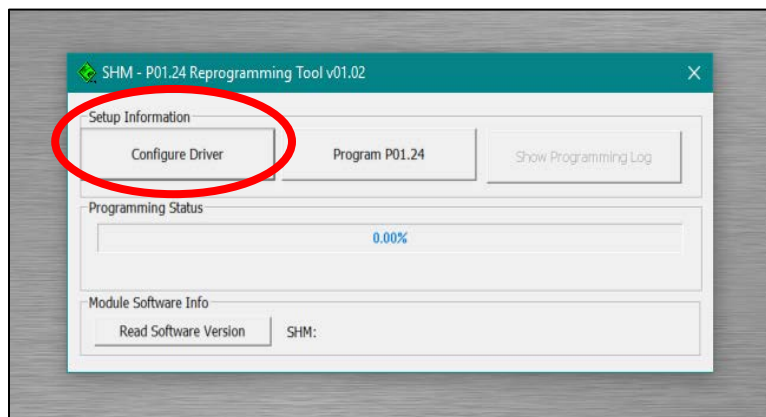 SHM - P01.24 Reprogramming Tool v01.02
Setup Information
Configure Driver
Program P01.24
Show Programming Log
Programming Status
0.00%
Module Software Info
Read Software Version
SHM: